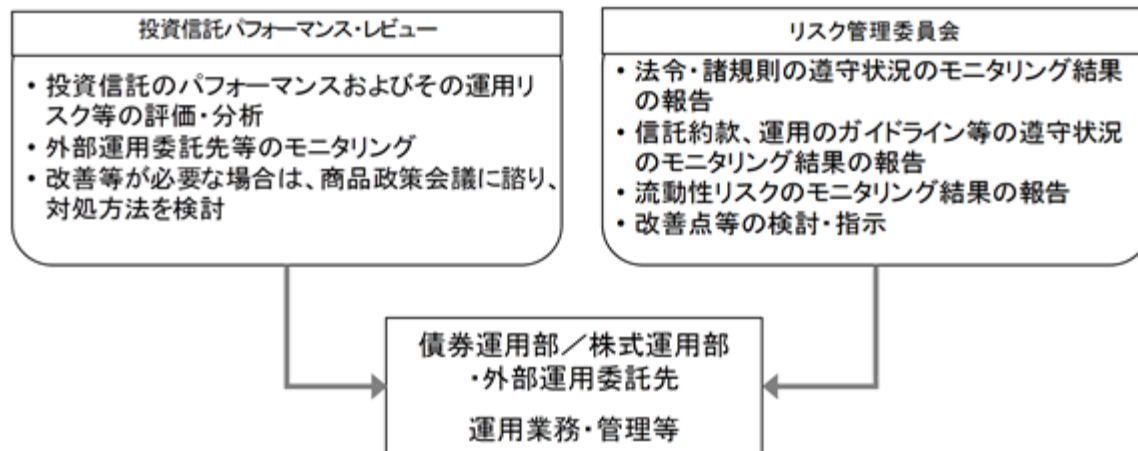 投資信託パフォーマンス・レビュー
• 投資信託のパフォーマンスおよびその運用リ
スク等の評価・分析
• 外部運用委託先等のモニタリング
• 改善等が必要な場合は、商品政策会議に諮り、
対処方法を検討
リスク管理委員会
• 法令・諸規則の遵守状況のモニタリング結果
の報告
• 信託約款、運用のガイドライン等の遵守状況
のモニタリング結果の報告
• 流動性リスクのモニタリング結果の報告
• 改善点等の検討・指示
債券運用部／株式運用部
・外部運用委託先
運用業務・管理等